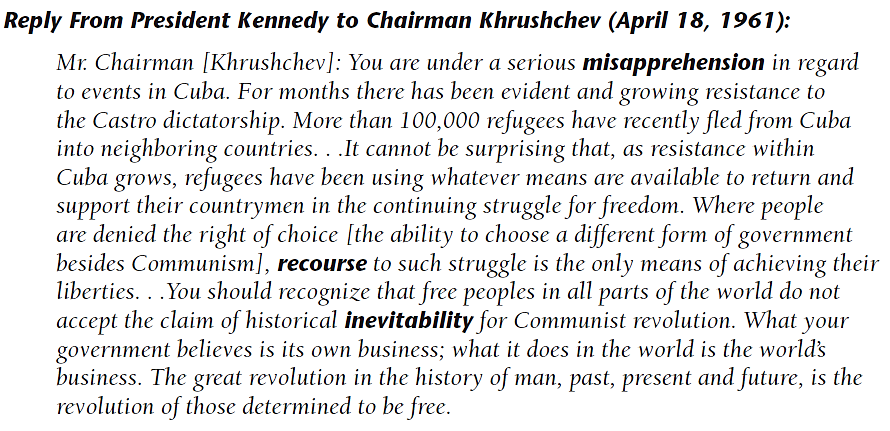 Reply From President Kennedy to Chairman Khrushchev (April 18, 1961):
Mr. Chairman [Khrushchev]: You are under a serious misapprehension in regard
to events in Cuba. For months there has been evident and growing resistance to
the Castro dictatorship. More than 100,000 refugees have recently fled from Cuba
into neighboring countries. . .It cannot be surprising that, as resistance within
Cuba grows, refugees have been using whatever means are available to return and
support their countrymen in the continuing struggle for freedom. Where people
are denied the right of choice [the ability to choose a different form of government
besides Communism], recourse to such struggle is the only means of achieving their
liberties. . .You should recognize that free peoples in all parts of the world do not
accept the claim of historical inevitability for Communist revolution. What your
government believes is its own business; what it does in the world is the world's
business. The great revolution in the history of man, past, present and future, is the
revolution of those determined to be free.